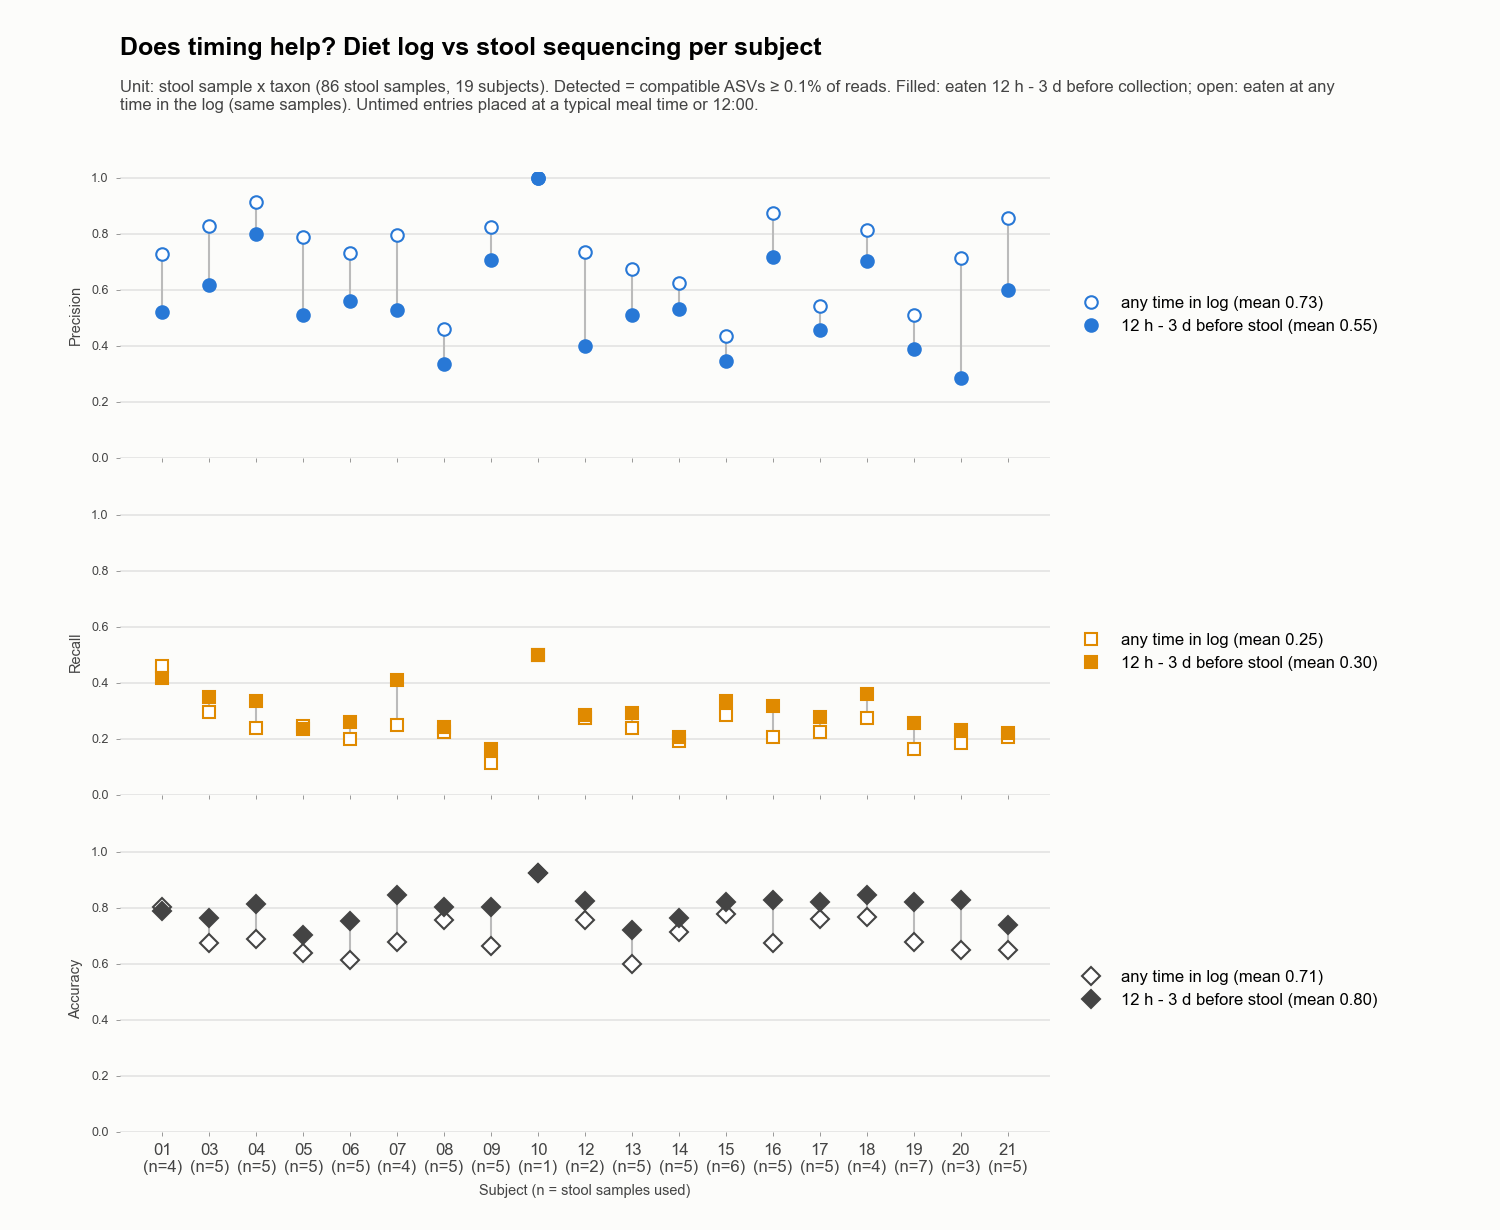 Does timing help? Diet log vs stool sequencing per subject
Unit: stool sample x taxon (86 stool samples, 19 subjects). Detected = compatible ASVs ≥ 0.1% of reads. Filled: eaten 12 h - 3 d before collection; open: eaten at any
time in the log (same samples). Untimed entries placed at a typical meal time or 12:00.
1.0
0.8
0.6
0.4
0.2
0.0
Precision
any time in log (mean 0.73)
12 h - 3 d before stool (mean 0.55)
1.0
0.8
0.6
0.4
0.2
0.0
Recall
any time in log (mean 0.25)
12 h - 3 d before stool (mean 0.30)
1.0
0.8
0.6
0.4
0.2
0.0
Accuracy
any time in log (mean 0.71)
12 h - 3 d before stool (mean 0.80)
01 03 04 05 06 07 08 09 10 12 13 14 15 16 17 18 19 20 21
(n=4) (n=5) (n=5) (n=5) (n=5) (n=4) (n=5) (n=5) (n=1) (n=2) (n=5) (n=5) (n=6) (n=5) (n=5) (n=4) (n=7) (n=3) (n=5)
Subject (n = stool samples used)